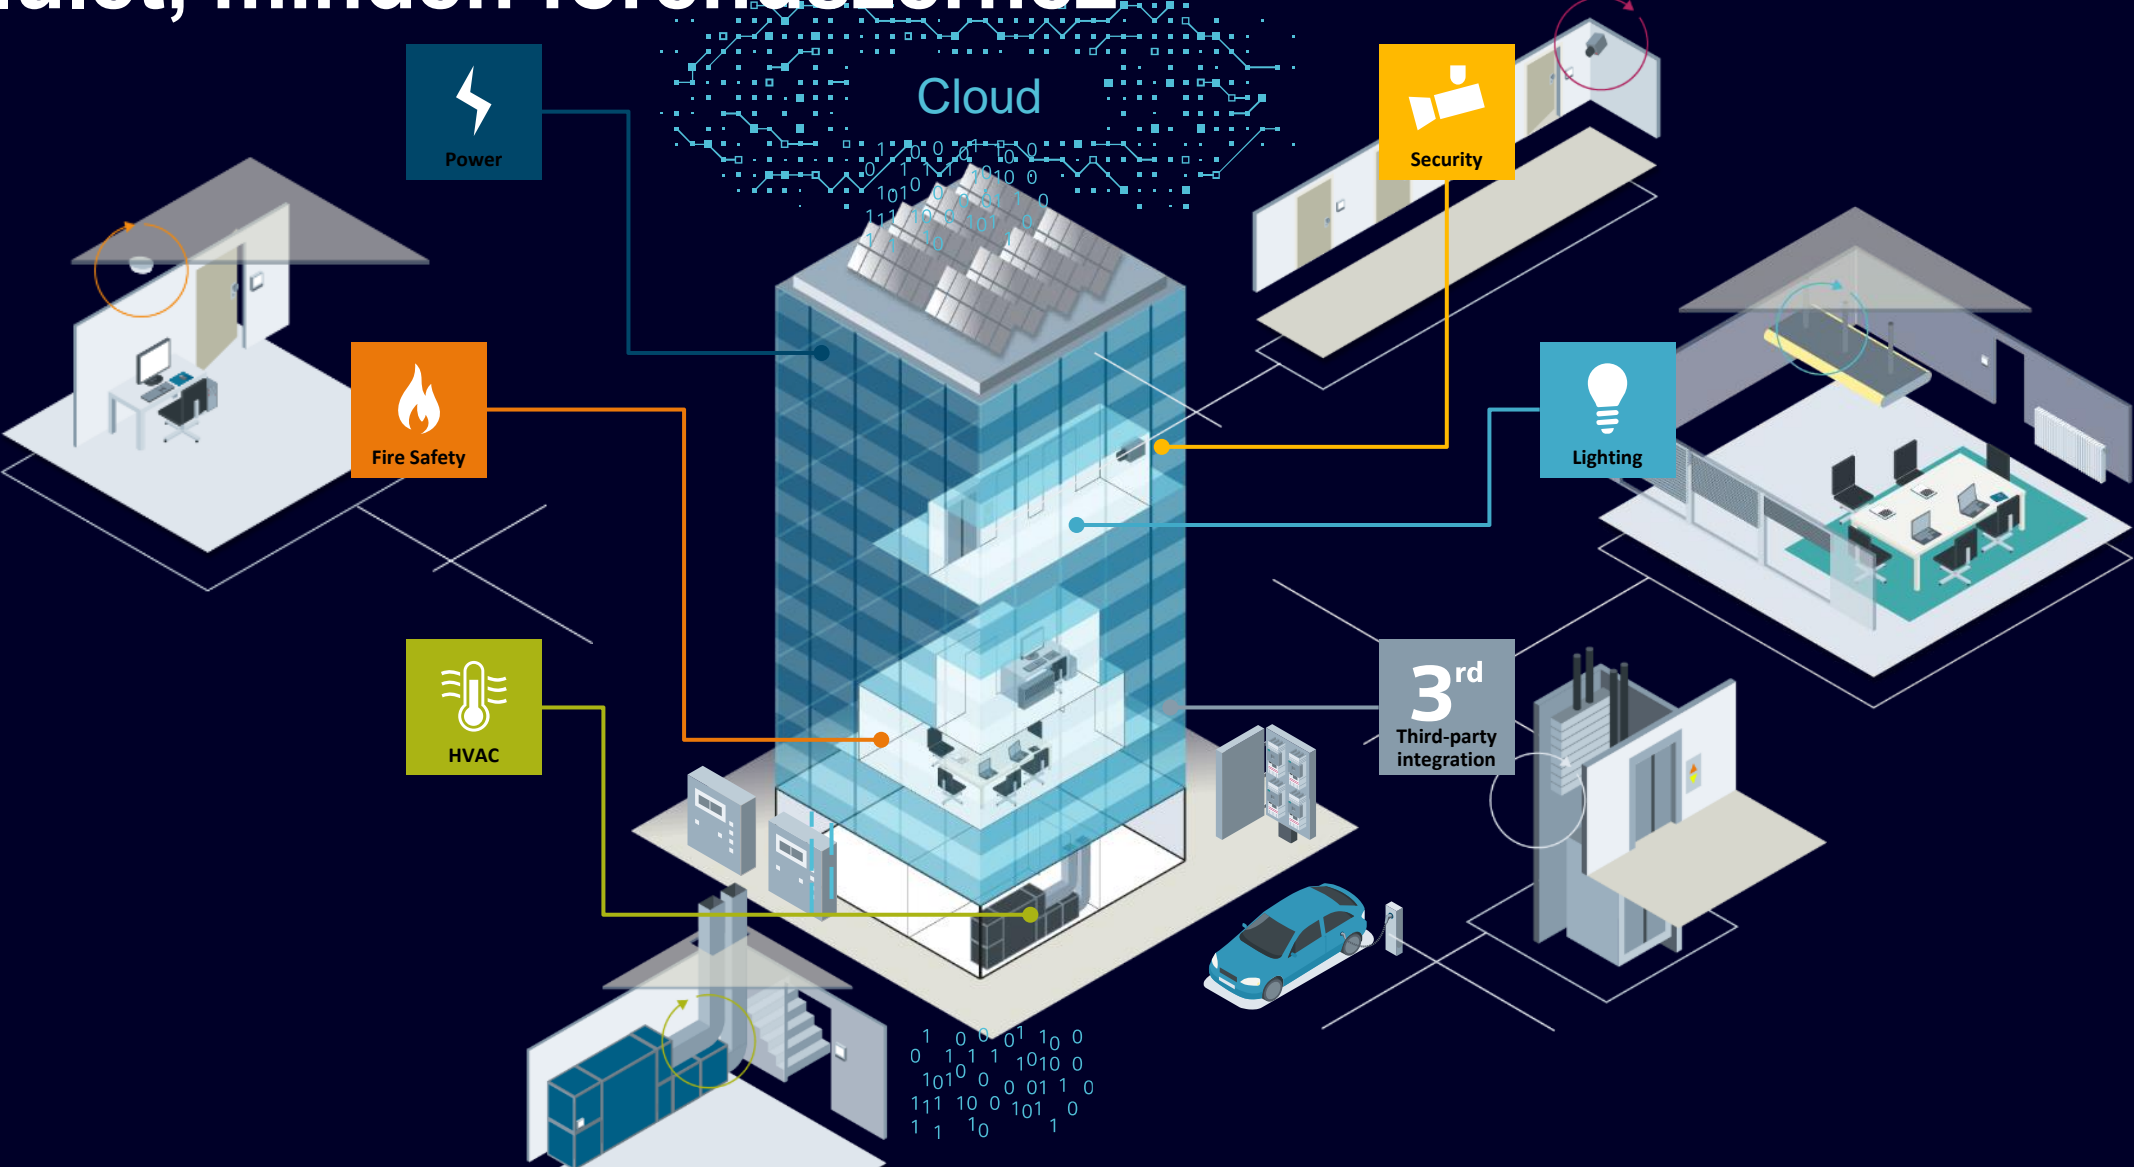 Cloud
Power
Security
Fire Safety
Lighting
HVAC
3rd
Third-party
integration